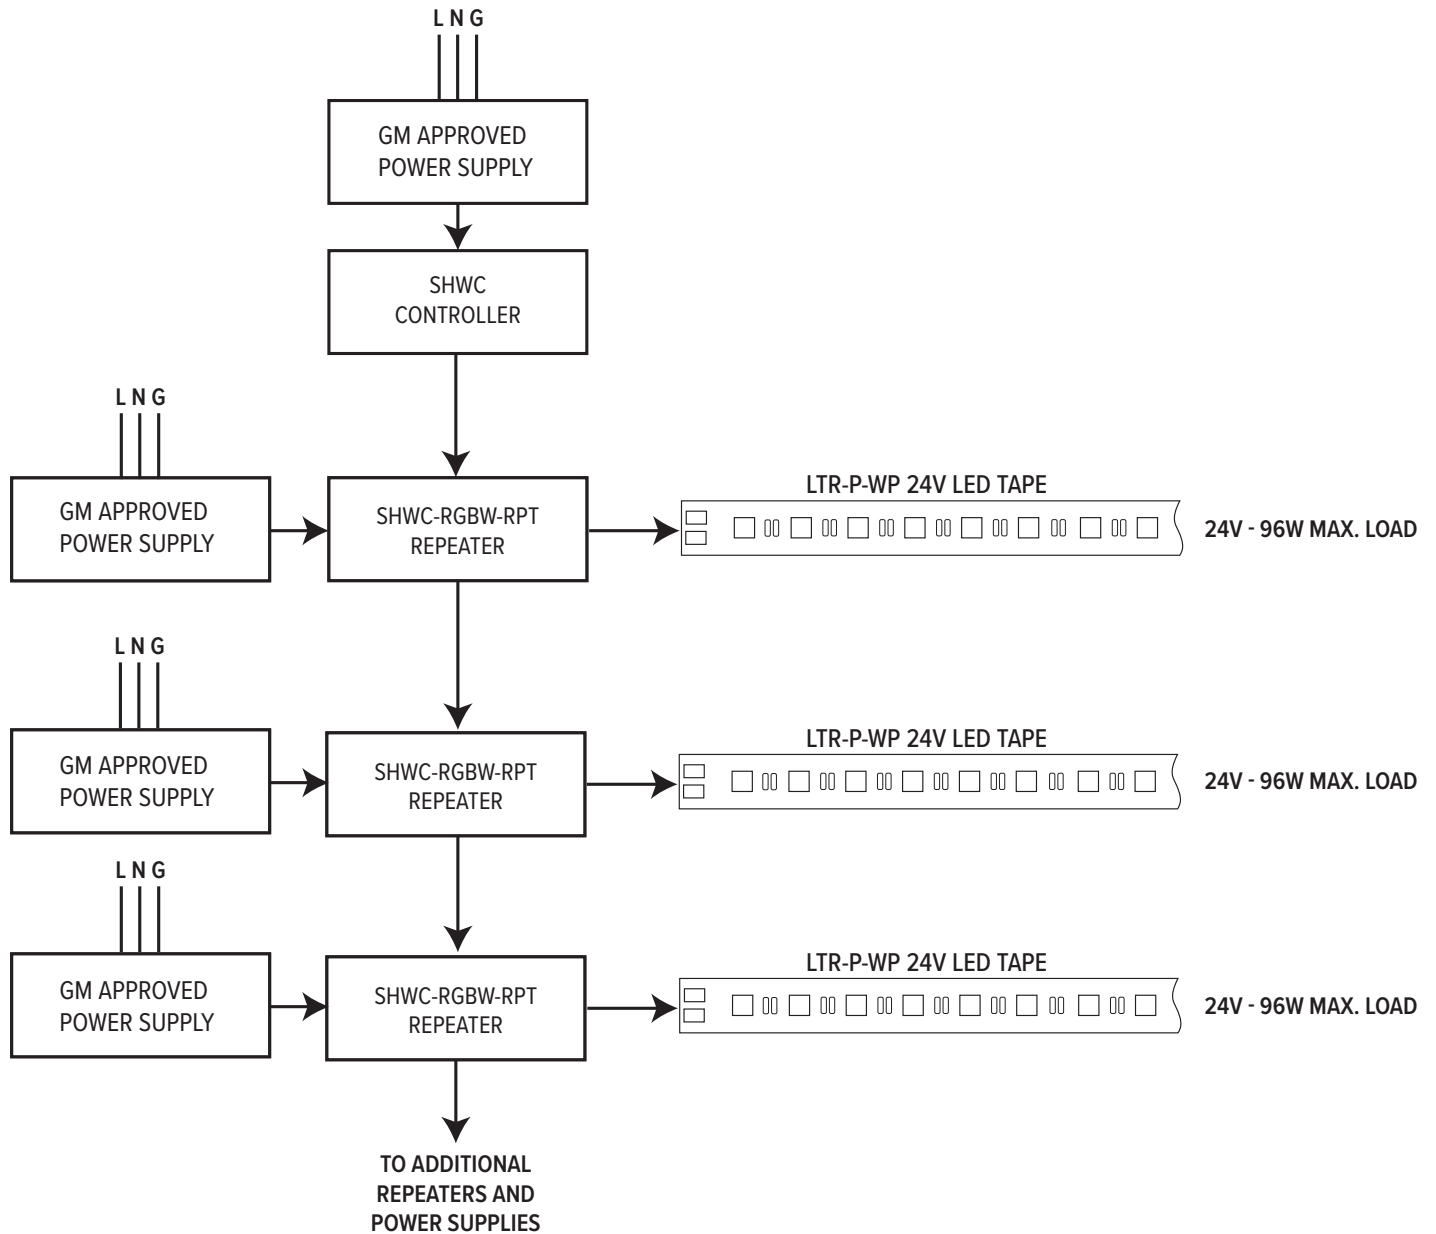 L N G
GM APPROVED
POWER SUPPLY
SHWC
CONTROLLER
L N G
GM APPROVED
POWER SUPPLY
SHWC-RGBW-RPT
REPEATER
LTR-P-WP 24V LED TAPE
24V - 96W MAX. LOAD
L N G
GM APPROVED
POWER SUPPLY
SHWC-RGBW-RPT
REPEATER
LTR-P-WP 24V LED TAPE
24V - 96W MAX. LOAD
L N G
GM APPROVED
POWER SUPPLY
SHWC-RGBW-RPT
REPEATER
LTR-P-WP 24V LED TAPE
24V - 96W MAX. LOAD
TO ADDITIONAL
REPEATERS AND
POWER SUPPLIES